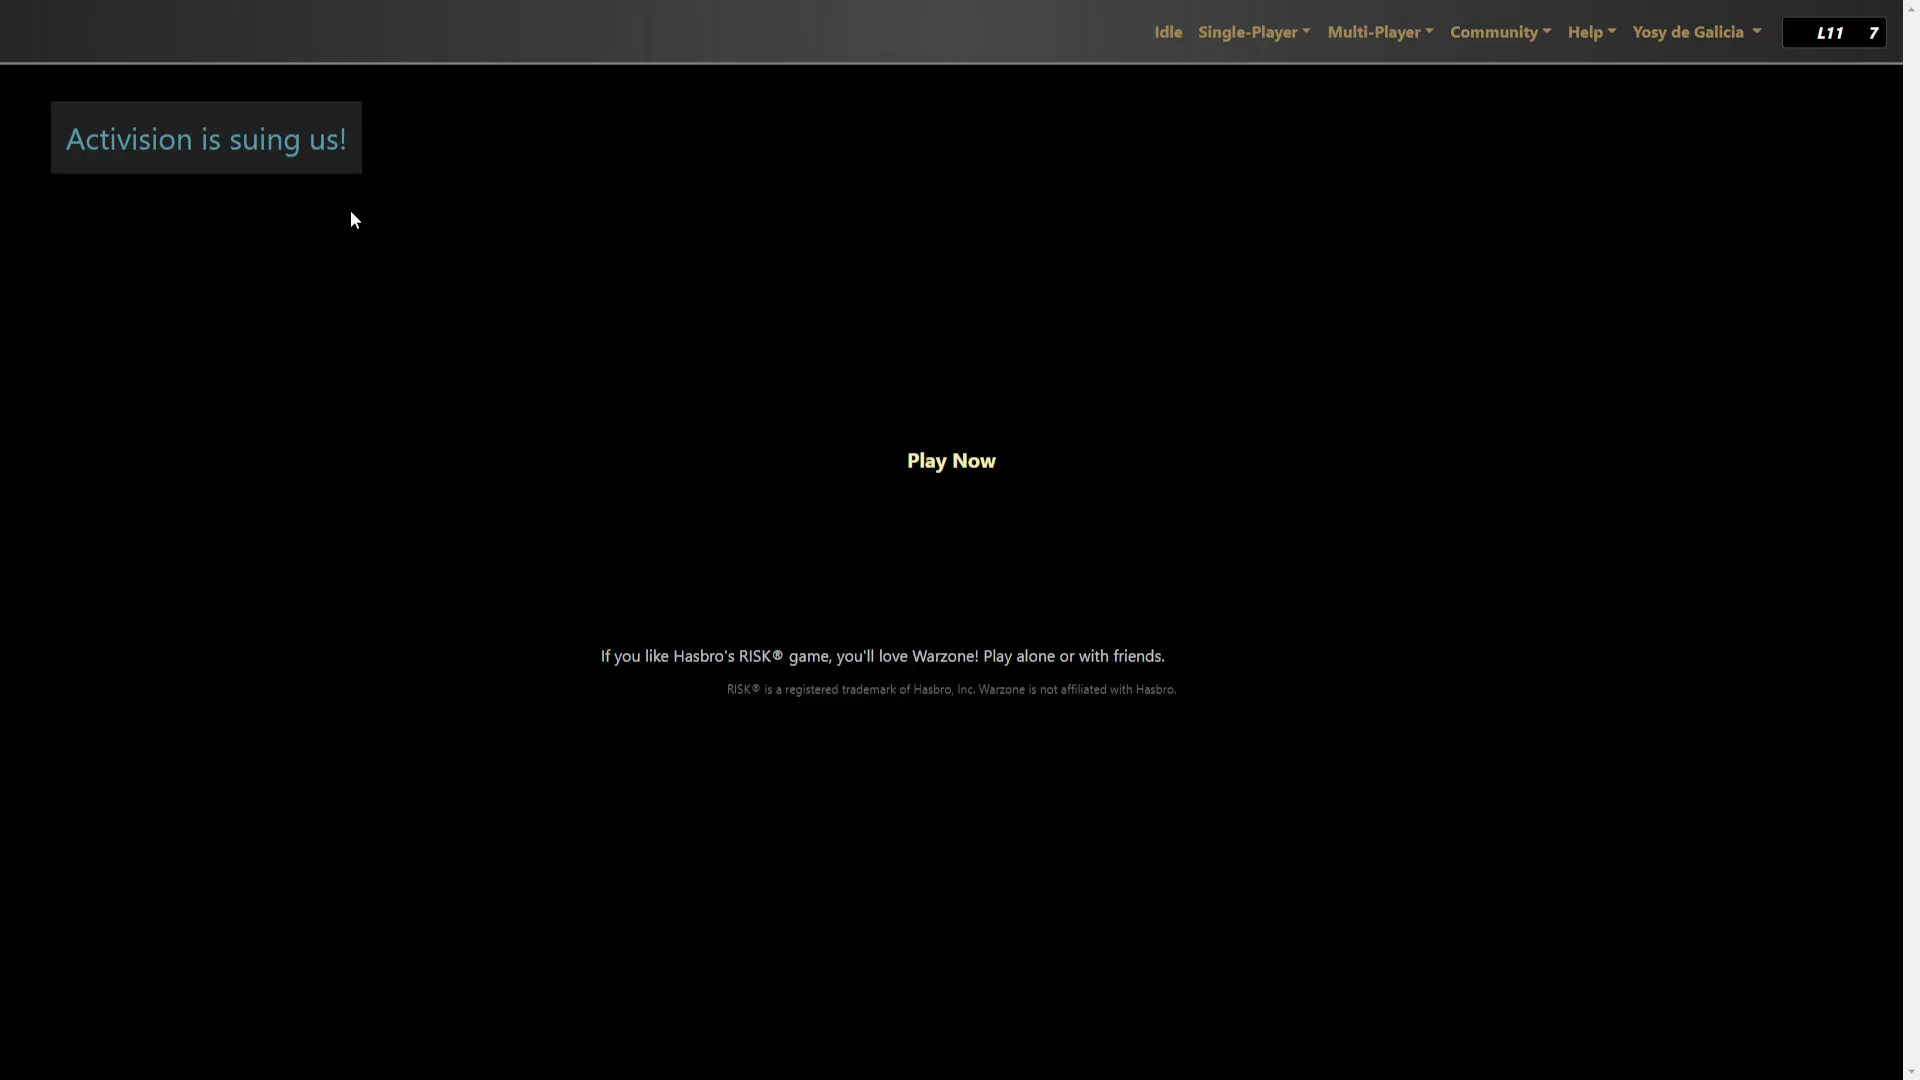 Idle Single-Player Multi-Player Community Help Yosy de Galicia L11 7
Activision is suing us!
Play Now
If you like Hasbro's RISK® game, you'll love Warzone! Play alone or with friends.
RISK® is a registered trademark of Hasbro, Inc. Warzone is not affiliated with Hasbro.